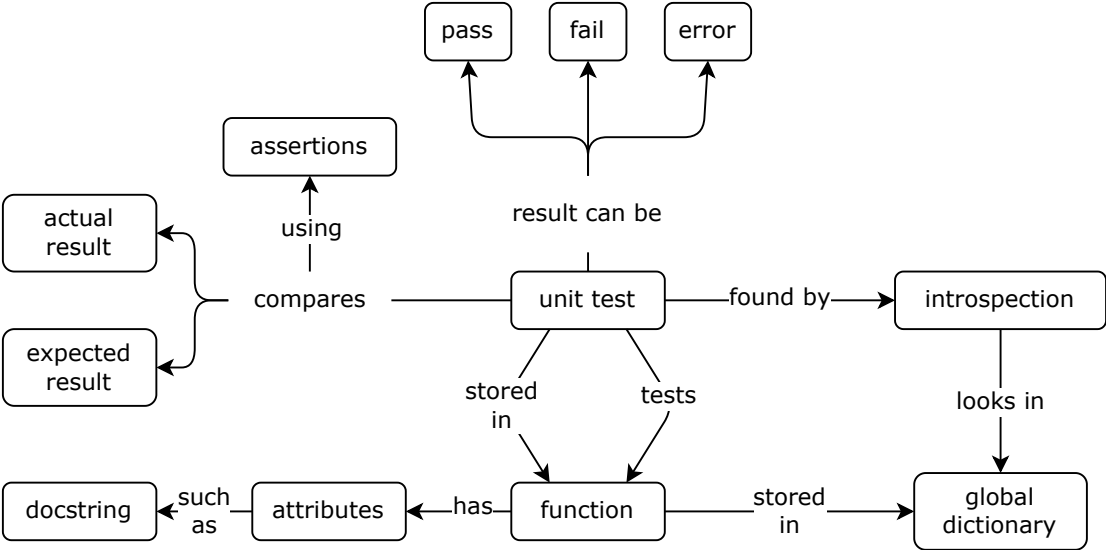 pass
fail
error
assertions
result can be
actual
result
using
compares
unit test
found by
introspection
expected
result
stored
in
tests
looks in
docstring
such
as
attributes
has
function
stored
in
global
dictionary